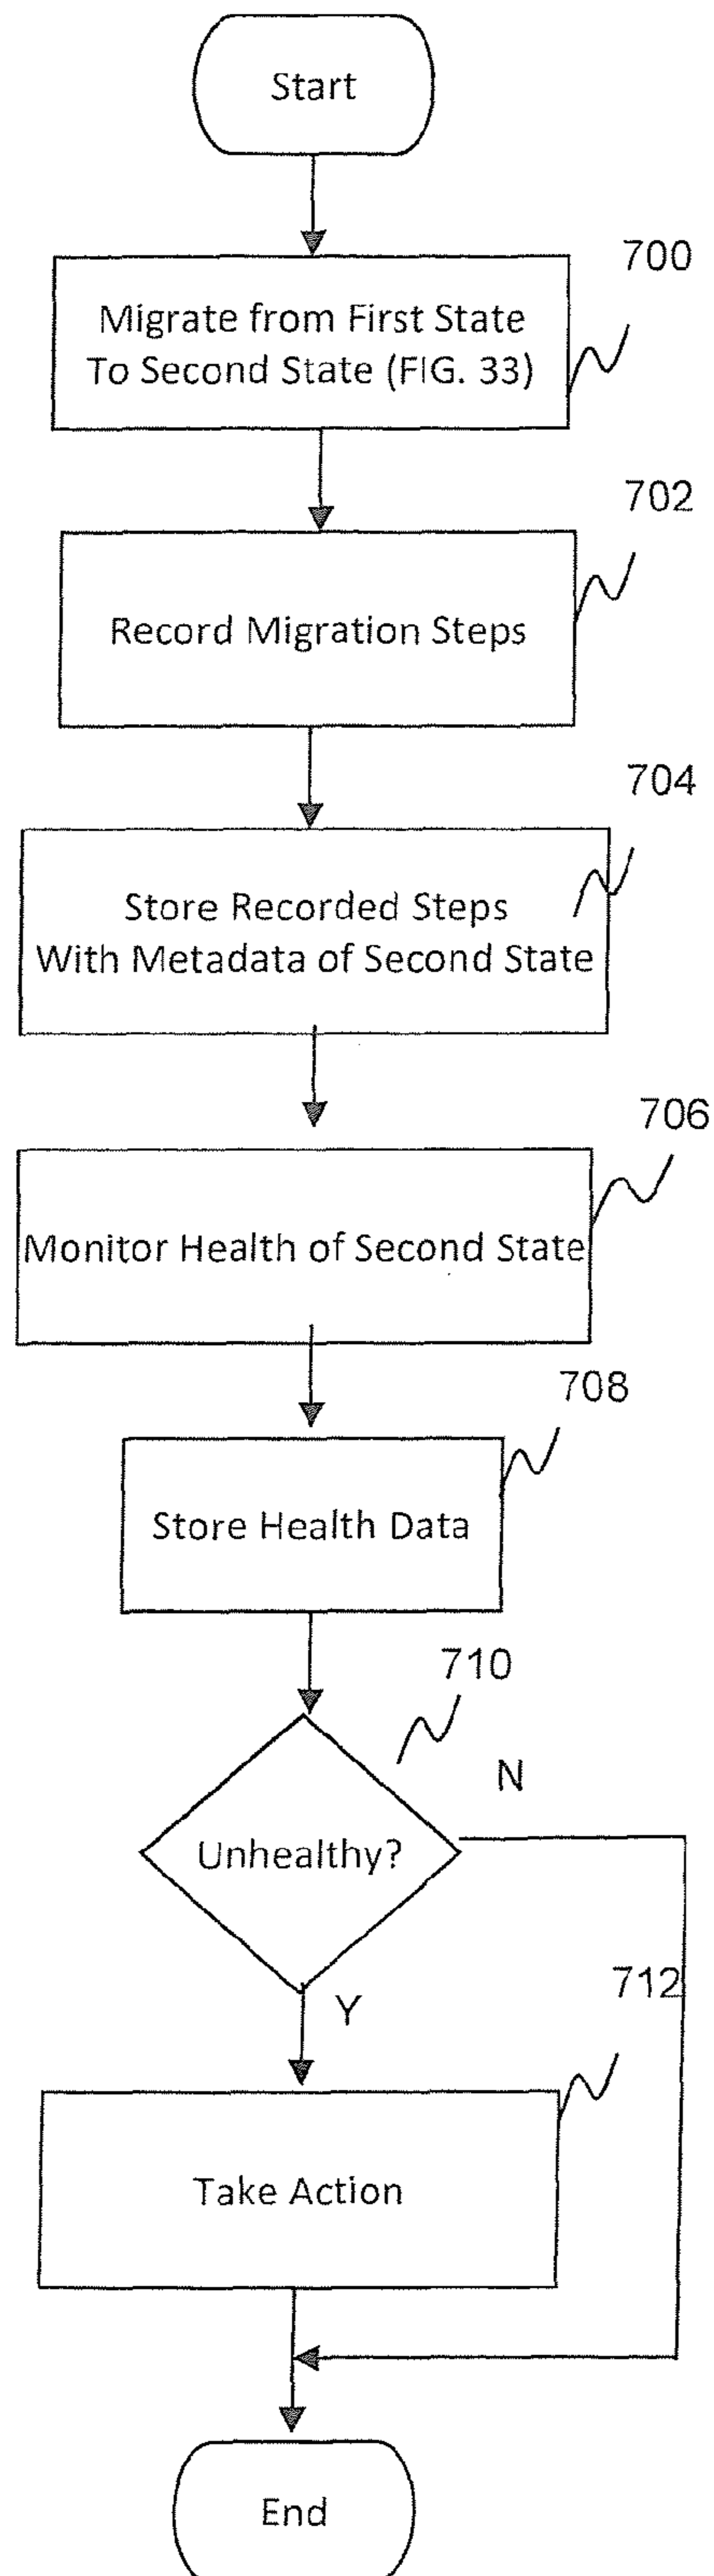 Start
700
Migrate from First State
To Second State (FIG. 33)
702
Record Migration Steps
704
Store Recorded Steps
With Metadata of Second State
706
Monitor Health of Second State
708
Store Health Data
710
N
Unhealthy?
Y
712
Take Action
End